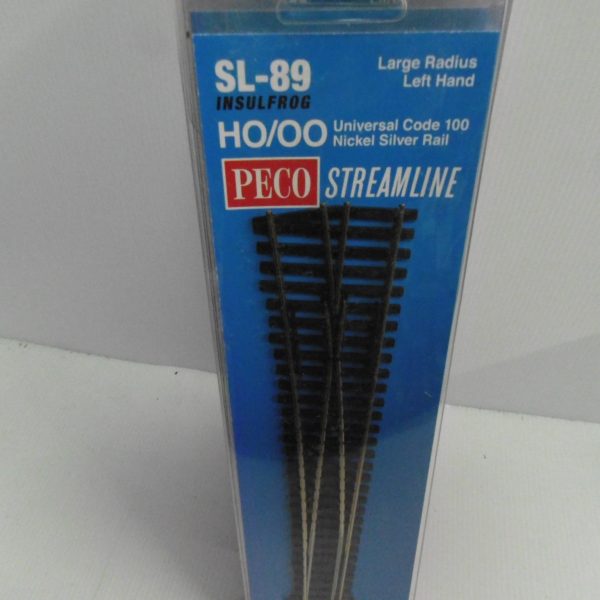 SL-89
INSULFROG
Large Radius
Left Hand
HO/OO
Universal Code 100
Nickel Silver Rail
PECO STREAMLINE